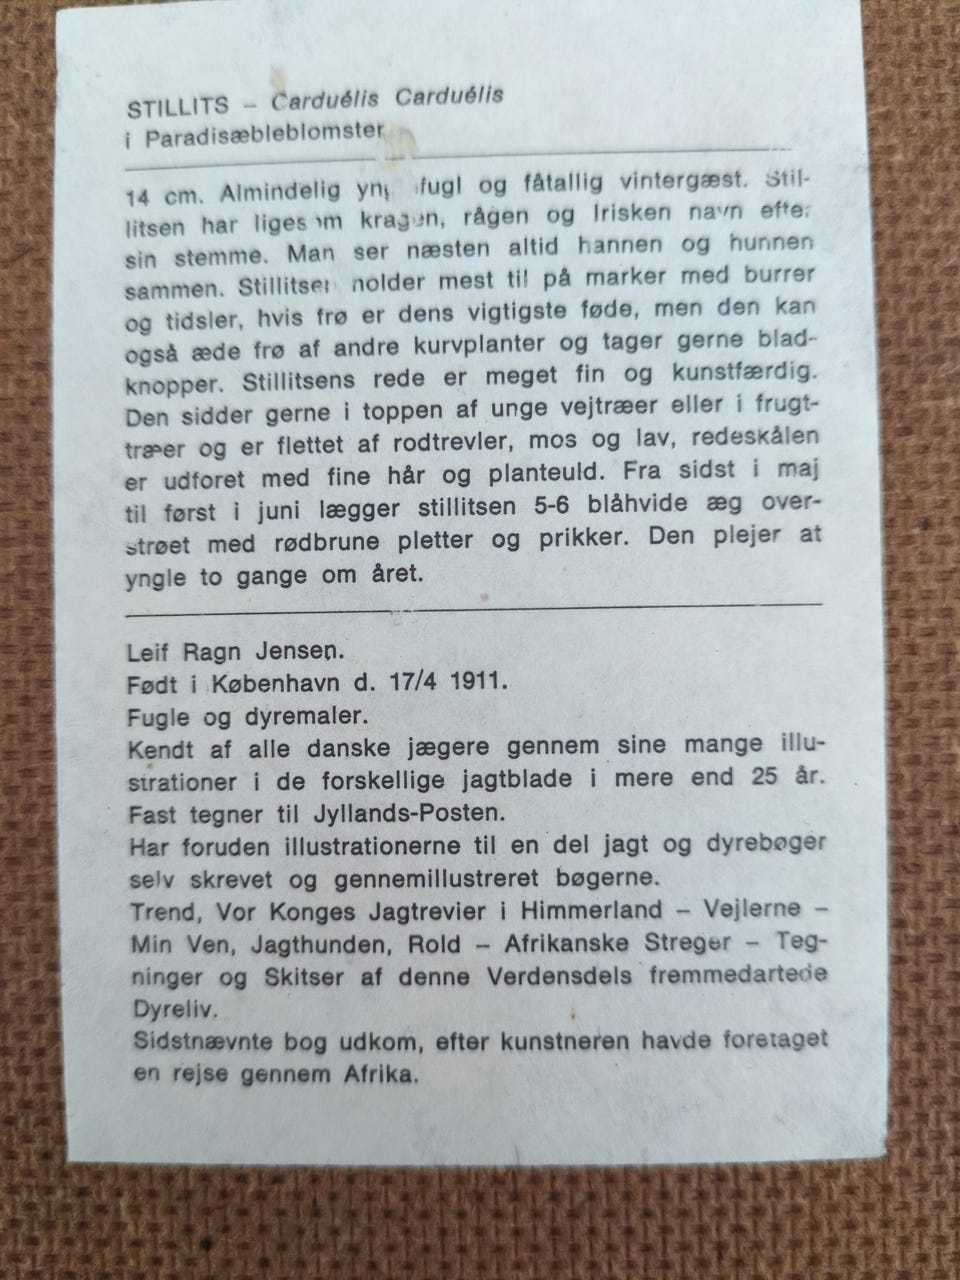 STILLITS – Carduélis Carduélis
i Paradisæbleblomster
14 cm. Almindelig fugl og fåtallig vintergæst. Stil-
litsen har ligesom kragen, rågen og Irisken navn efter
sin stemme. Man ser næsten altid hannen og hunnen
sammen. Stillitsen holder mest til på marker med burrer
og tidsler, hvis frø er dens vigtigste føde, men den kan
også æde frø af andre kurvplanter og tager gerne blad-
knopper. Stillitsens rede er meget fin og kunstfærdig.
Den sidder gerne i toppen af unge vejtræer eller i frugt-
træer og er flettet af rodtrevler, mos og lav, redeskålen
er udforet med fine hår og planteuld. Fra sidst i maj
til først i juni lægger stillitsen 5-6 blåhvide æg over-
strøet med rødbrune pletter og prikker. Den plejer at
yngle to gange om året.
Leif Ragn Jensen.
Født i København d. 17/4 1911.
Fugle og dyremaler.
Kendt af alle danske jægere gennem sine mange illu-
strationer i de forskellige jagtblade i mere end 25 år.
Fast tegner til Jyllands-Posten.
Har foruden illustrationerne til en del jagt og dyrebøger
selv skrevet og gennemillustreret bøgerne.
Trend, Vor Konges Jagtrevier i Himmerland – Vejlerne –
Min Ven, Jagthunden, Rold – Afrikanske Streger – Teg-
ninger og Skitser af denne Verdensdels fremmedartede
Dyreliv.
Sidstnævnte bog udkom, efter kunstneren havde foretaget
en rejse gennem Afrika.